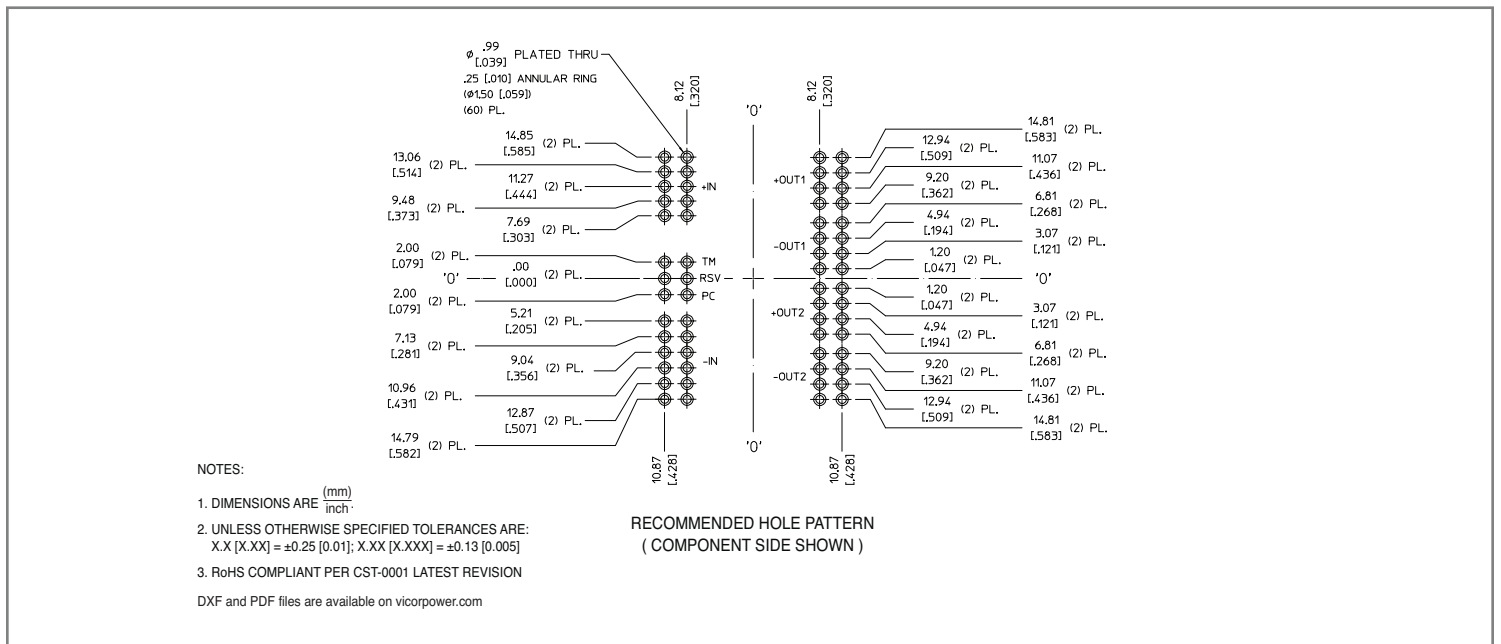 ø .99 [.039] PLATED THRU
.25 [.010] ANNULAR RING
(ø1.50 [.059])
(60) PL.
8.12 [.320]
'0'
8.12 [.320]
14.85 [.585] (2) PL.
13.06 [.514] (2) PL.
11.27 [.444] (2) PL.
9.48 [.373] (2) PL.
7.69 [.303] (2) PL.
2.00 [.079] (2) PL.
'0'
.00 [.000] (2) PL.
2.00 [.079] (2) PL.
5.21 [.205] (2) PL.
7.13 [.281] (2) PL.
9.04 [.356] (2) PL.
10.96 [.431] (2) PL.
12.87 [.507] (2) PL.
14.79 [.582] (2) PL.
+IN
TM
RSV
PC
-IN
+OUT1
-OUT1
+OUT2
-OUT2
14.81 [.583] (2) PL.
12.94 [.509] (2) PL.
11.07 [.436] (2) PL.
9.20 [.362] (2) PL.
6.81 [.268] (2) PL.
4.94 [.194] (2) PL.
3.07 [.121] (2) PL.
1.20 [.047] (2) PL.
'0'
1.20 [.047] (2) PL.
3.07 [.121] (2) PL.
4.94 [.194] (2) PL.
6.81 [.268] (2) PL.
9.20 [.362] (2) PL.
11.07 [.436] (2) PL.
12.94 [.509] (2) PL.
14.81 [.583] (2) PL.
10.87 [.428]
'0'
10.87 [.428]
NOTES:
1. DIMENSIONS ARE (mm) inch.
2. UNLESS OTHERWISE SPECIFIED TOLERANCES ARE:
X.X [X.XX] = ±0.25 [0.01]; X.XX [X.XXX] = ±0.13 [0.005]
3. RoHS COMPLIANT PER CST-0001 LATEST REVISION
DXF and PDF files are available on vicorpower.com
RECOMMENDED HOLE PATTERN
( COMPONENT SIDE SHOWN )